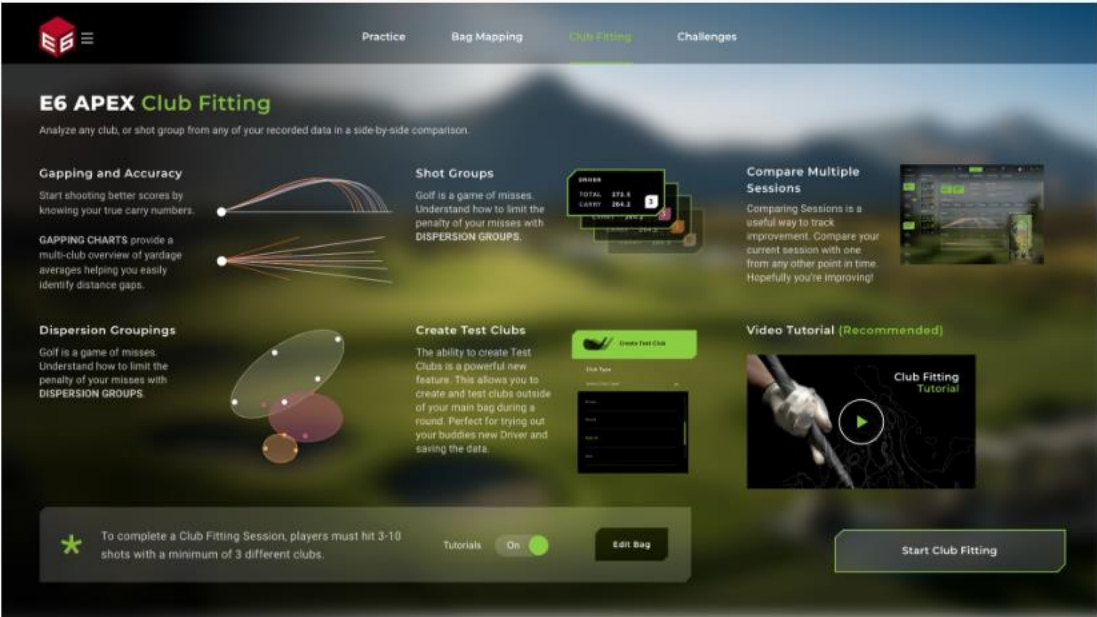 E6
Practice
Bag Mapping
Club Fitting
Challenges
E6 APEX Club Fitting
Analyze any club, or shot group from any of your recorded data in a side-by-side comparison.
Gapping and Accuracy
Start shooting better scores by
knowing your true carry numbers.
GAPPING CHARTS provide a
multi-club overview of yardage
averages helping you easily
identify distance gaps.
Shot Groups
Golf is a game of misses.
Understand how to limit the
penalty of your misses with
DISPERSION GROUPS.
DRIVER
TOTAL 273.5
CARRY 264.2
3
Compare Multiple
Sessions
Comparing Sessions is a
useful way to track
improvement. Compare your
current session with one
from any other point in time.
Hopefully you're improving!
Dispersion Groupings
Golf is a game of misses.
Understand how to limit the
penalty of your misses with
DISPERSION GROUPS.
Create Test Clubs
The ability to create Test
Clubs is a powerful new
feature. This allows you to
create and test clubs outside
of your main bag during a
round. Perfect for trying out
your buddies new Driver and
saving the data.
Create Test Club
Club Type
Video Tutorial (Recommended)
Club Fitting
Tutorial
To complete a Club Fitting Session, players must hit 3-10
shots with a minimum of 3 different clubs.
Tutorials
On
Edit Bag
Start Club Fitting